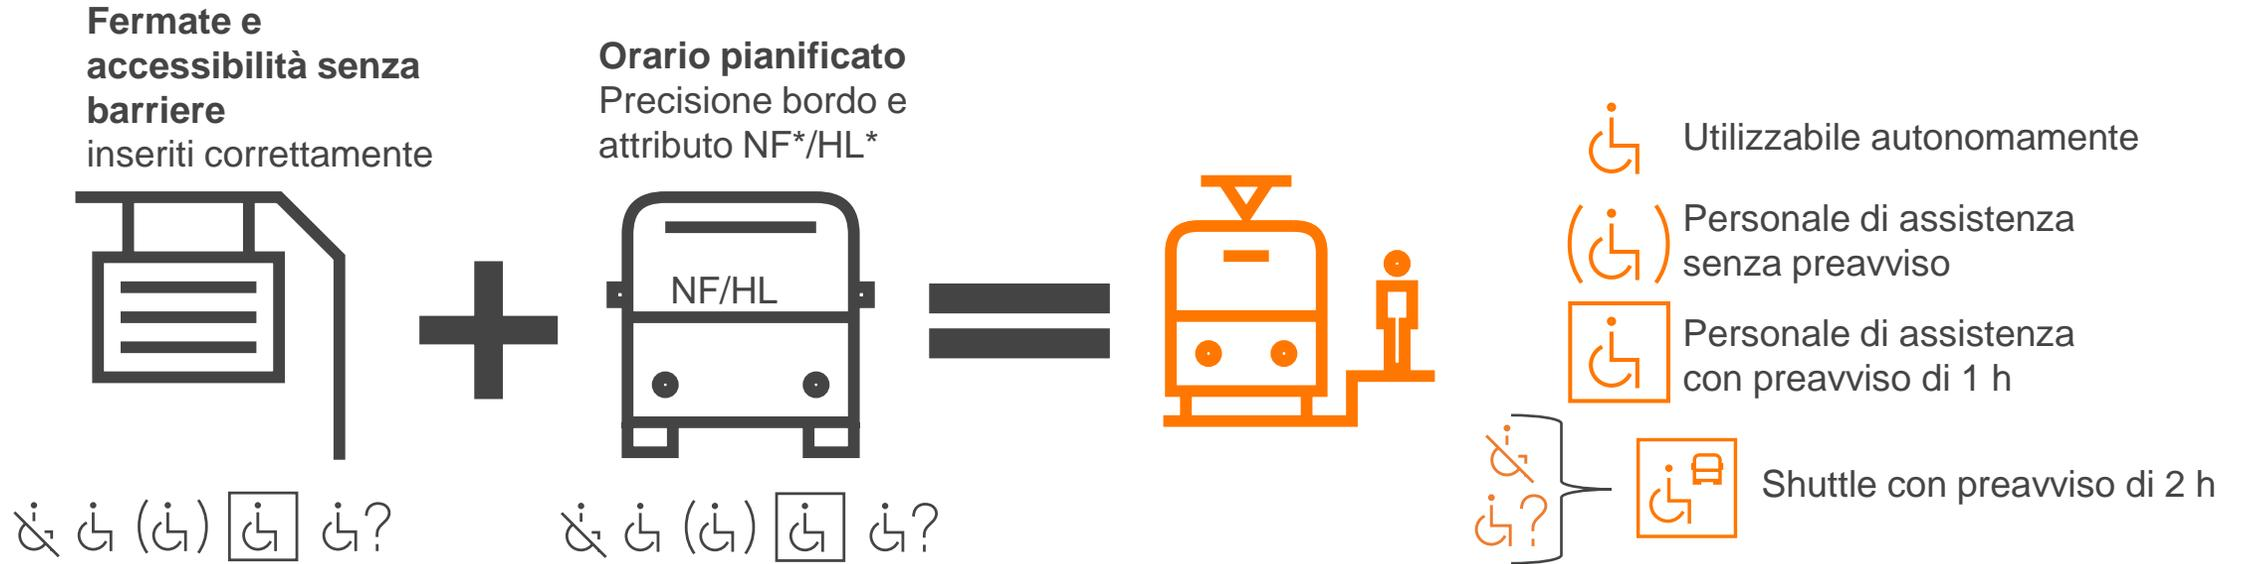 Fermate e
accessibilità senza
barriere
inseriti correttamente
Orario pianificato
Precisione bordo e
attributo NF*/HL*
NF/HL
Utilizzabile autonomamente
Personale di assistenza
senza preavviso
Personale di assistenza
con preavviso di 1 h
Shuttle con preavviso di 2 h
( ) ?
( ) ?
( )
?